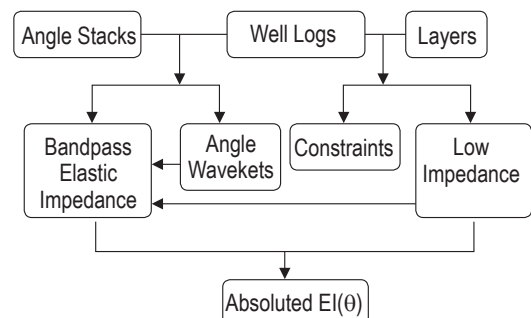 Angle Stacks
Well Logs
Layers
Bandpass
Elastic
Impedance
Angle
Wavekets
Constraints
Low
Impedance
Absoluted EI(θ)